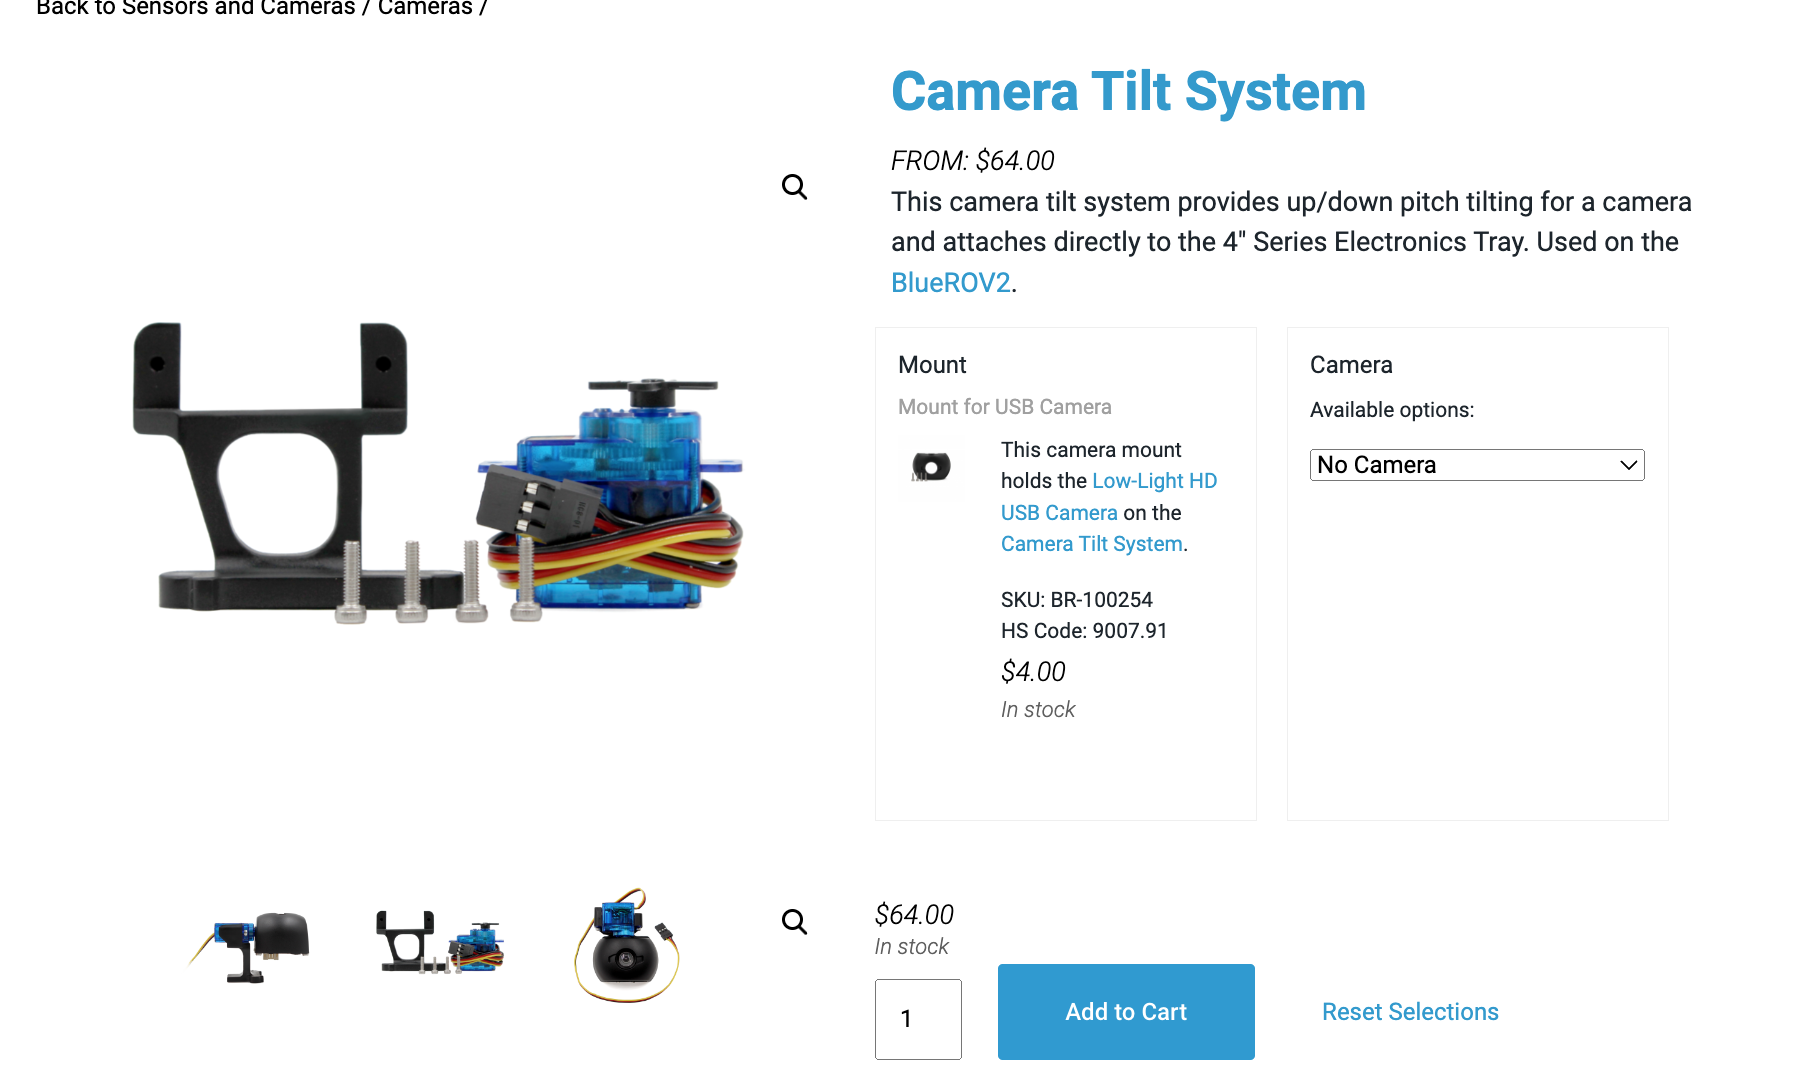 Back to Sensors and Cameras / Cameras /
Camera Tilt System
FROM: $64.00
This camera tilt system provides up/down pitch tilting for a camera
and attaches directly to the 4" Series Electronics Tray. Used on the
BlueROV2.
Mount
Mount for USB Camera
This camera mount
holds the Low-Light HD
USB Camera on the
Camera Tilt System.
SKU: BR-100254
HS Code: 9007.91
$4.00
In stock
Camera
Available options:
No Camera
$64.00
In stock
1
Add to Cart
Reset Selections